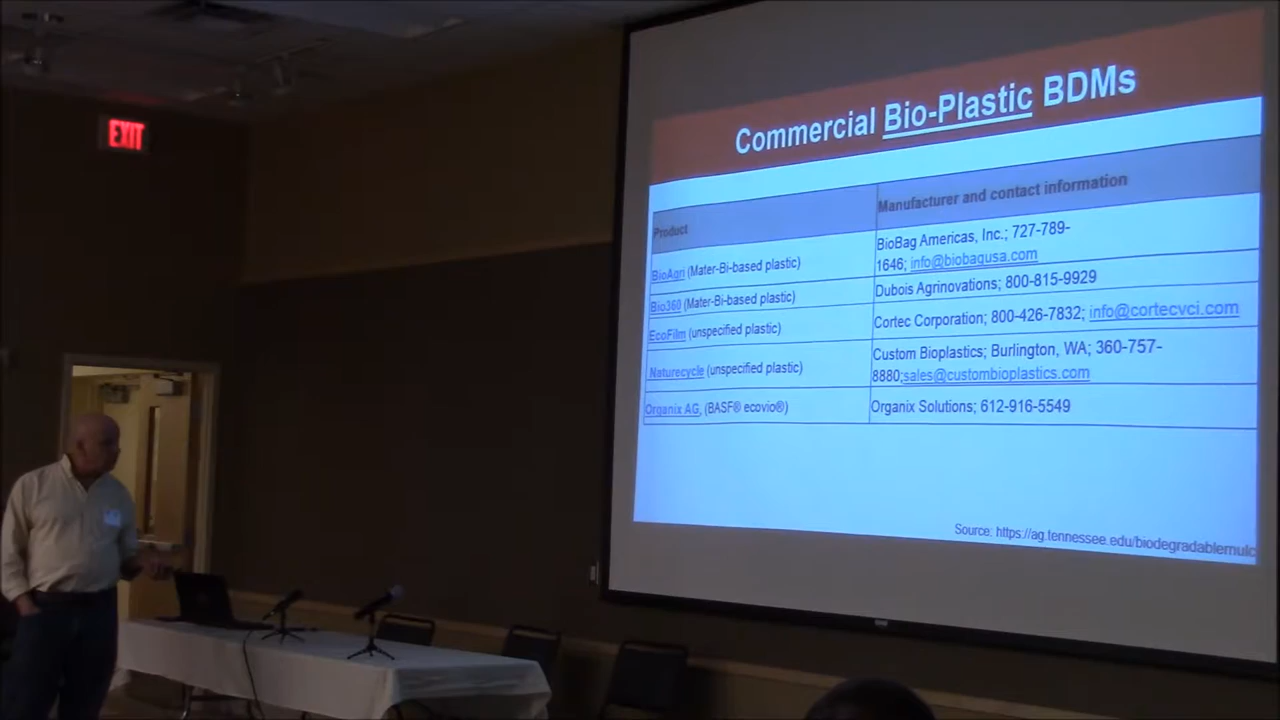 EXIT
Commercial Bio-Plastic BDMs
Product
Manufacturer and contact information
BioAgri (Mater-Bi-based plastic)
BioBag Americas, Inc.; 727-789-
1646; info@biobagusa.com
Bio360 (Mater-Bi-based plastic)
Dubois Agrinovations; 800-815-9929
EcoFilm (unspecified plastic)
Cortec Corporation; 800-426-7832; info@cortecvci.com
Naturecycle (unspecified plastic)
Custom Bioplastics; Burlington, WA; 360-757-
8880;sales@custombioplastics.com
Organix AG, (BASF® ecovio®)
Organix Solutions; 612-916-5549
Source: https://ag.tennessee.edu/biodegradablemulc